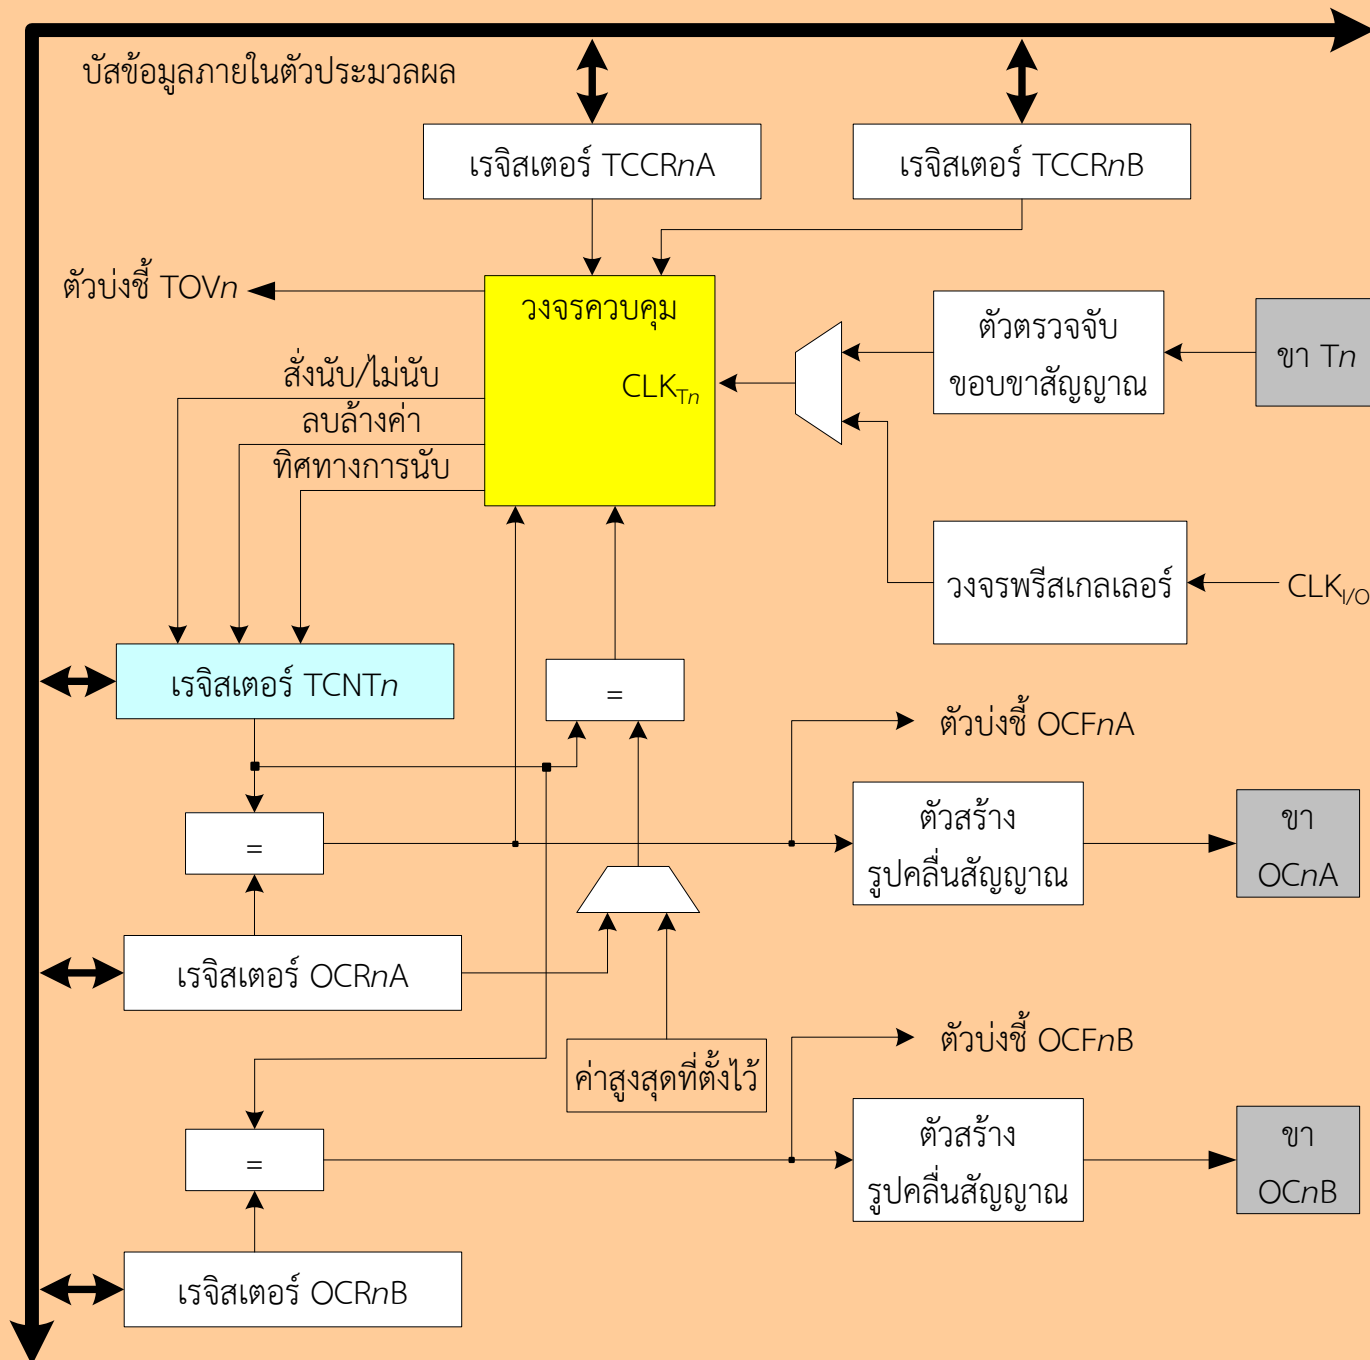 บัสข้อมูลภายในตัวประมวลผล
เรจิสเตอร์ TCCRnA
เรจิสเตอร์ TCCRnB
ตัวบ่งชี้ TOVn
วงจรควบคุม
CLKTn
ตัวตรวจจับ
ขอบขาสัญญาณ
ขา Tn
สั่งนับ/ไม่นับ
ลบล้างค่า
ทิศทางการนับ
วงจรพรีสเกลเลอร์
CLKI/O
เรจิสเตอร์ TCNTn
=
ตัวบ่งชี้ OCFnA
=
ตัวสร้าง
รูปคลื่นสัญญาณ
ขา
OCnA
เรจิสเตอร์ OCRnA
ค่าสูงสุดที่ตั้งไว้
ตัวบ่งชี้ OCFnB
=
ตัวสร้าง
รูปคลื่นสัญญาณ
ขา
OCnB
เรจิสเตอร์ OCRnB